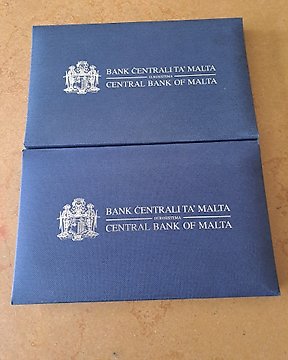 BANK ĊENTRALI TA' MALTA
EUROSISTEMA
CENTRAL BANK OF MALTA
BANK ĊENTRALI TA' MALTA
EUROSISTEMA
CENTRAL BANK OF MALTA